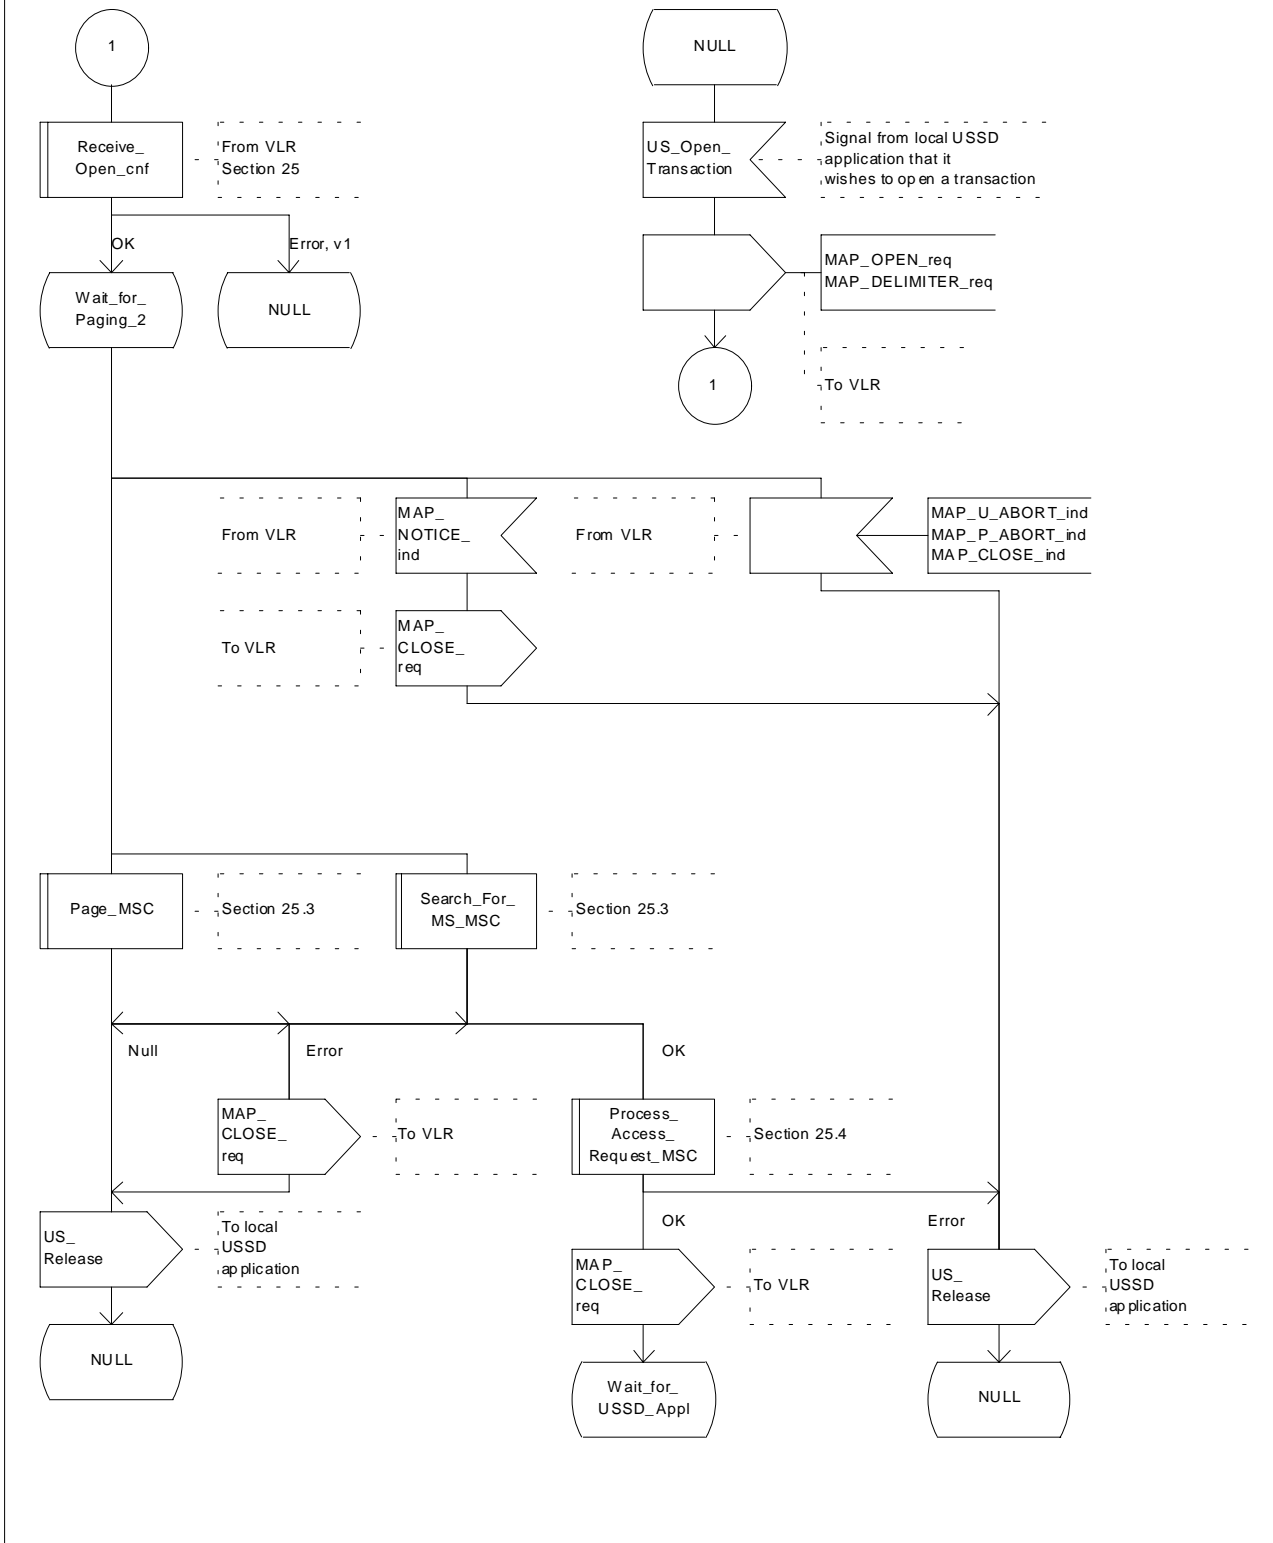 1
NULL
Receive_
Open_cnf
From VLR
Section 25
US_Open_
Transaction
Signal from local USSD
application that it
wishes to open a transaction
OK
Error, v1
MAP_OPEN_req
MAP_DELIMITER_req
Wait_for_
Paging_2
NULL
1
To VLR
From VLR
MAP_
NOTICE_
ind
From VLR
MAP_U_ABORT_ind
MAP_P_ABORT_ind
MAP_CLOSE_ind
To VLR
MAP_
CLOSE_
req
Page_MSC
Section 25.3
Search_For_
MS_MSC
Section 25.3
Null
Error
OK
MAP_
CLOSE_
req
To VLR
Process_
Access_
Request_MSC
Section 25.4
US_
Release
To local
USSD
application
OK
Error
MAP_
CLOSE_
req
To VLR
US_
Release
To local
USSD
application
NULL
Wait_for_
USSD_Appl
NULL